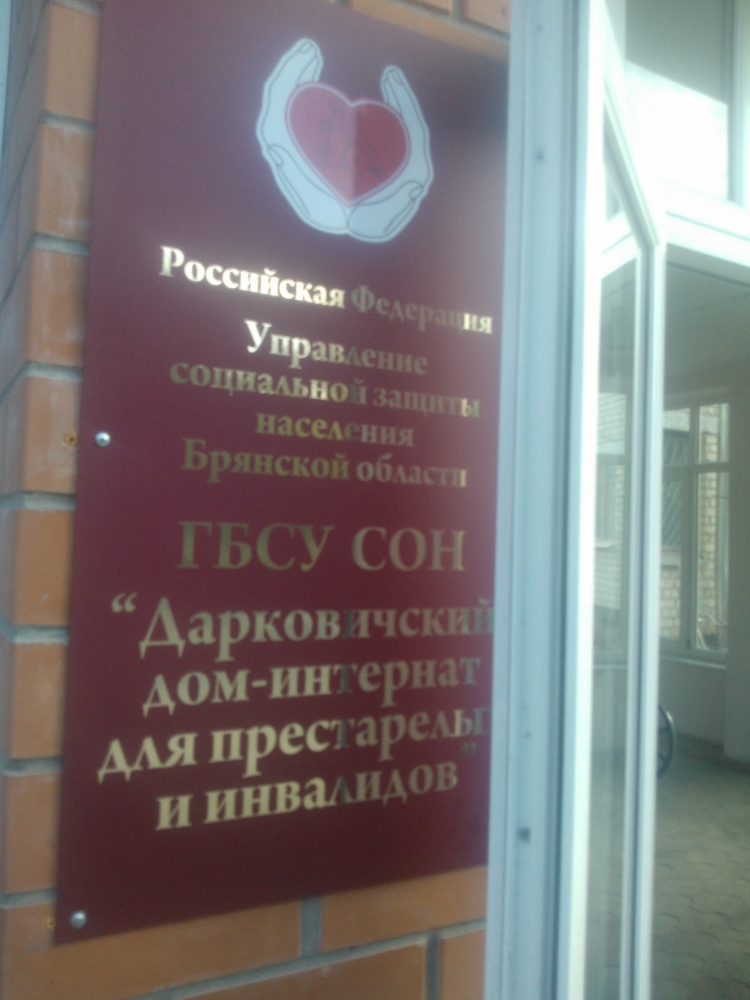 Российская Федерация
Управление
социальной защиты
населения
Брянской области
ГБСУ СОН
“Дарковичский
дом-интернат
для престарелы
и инвалидов”